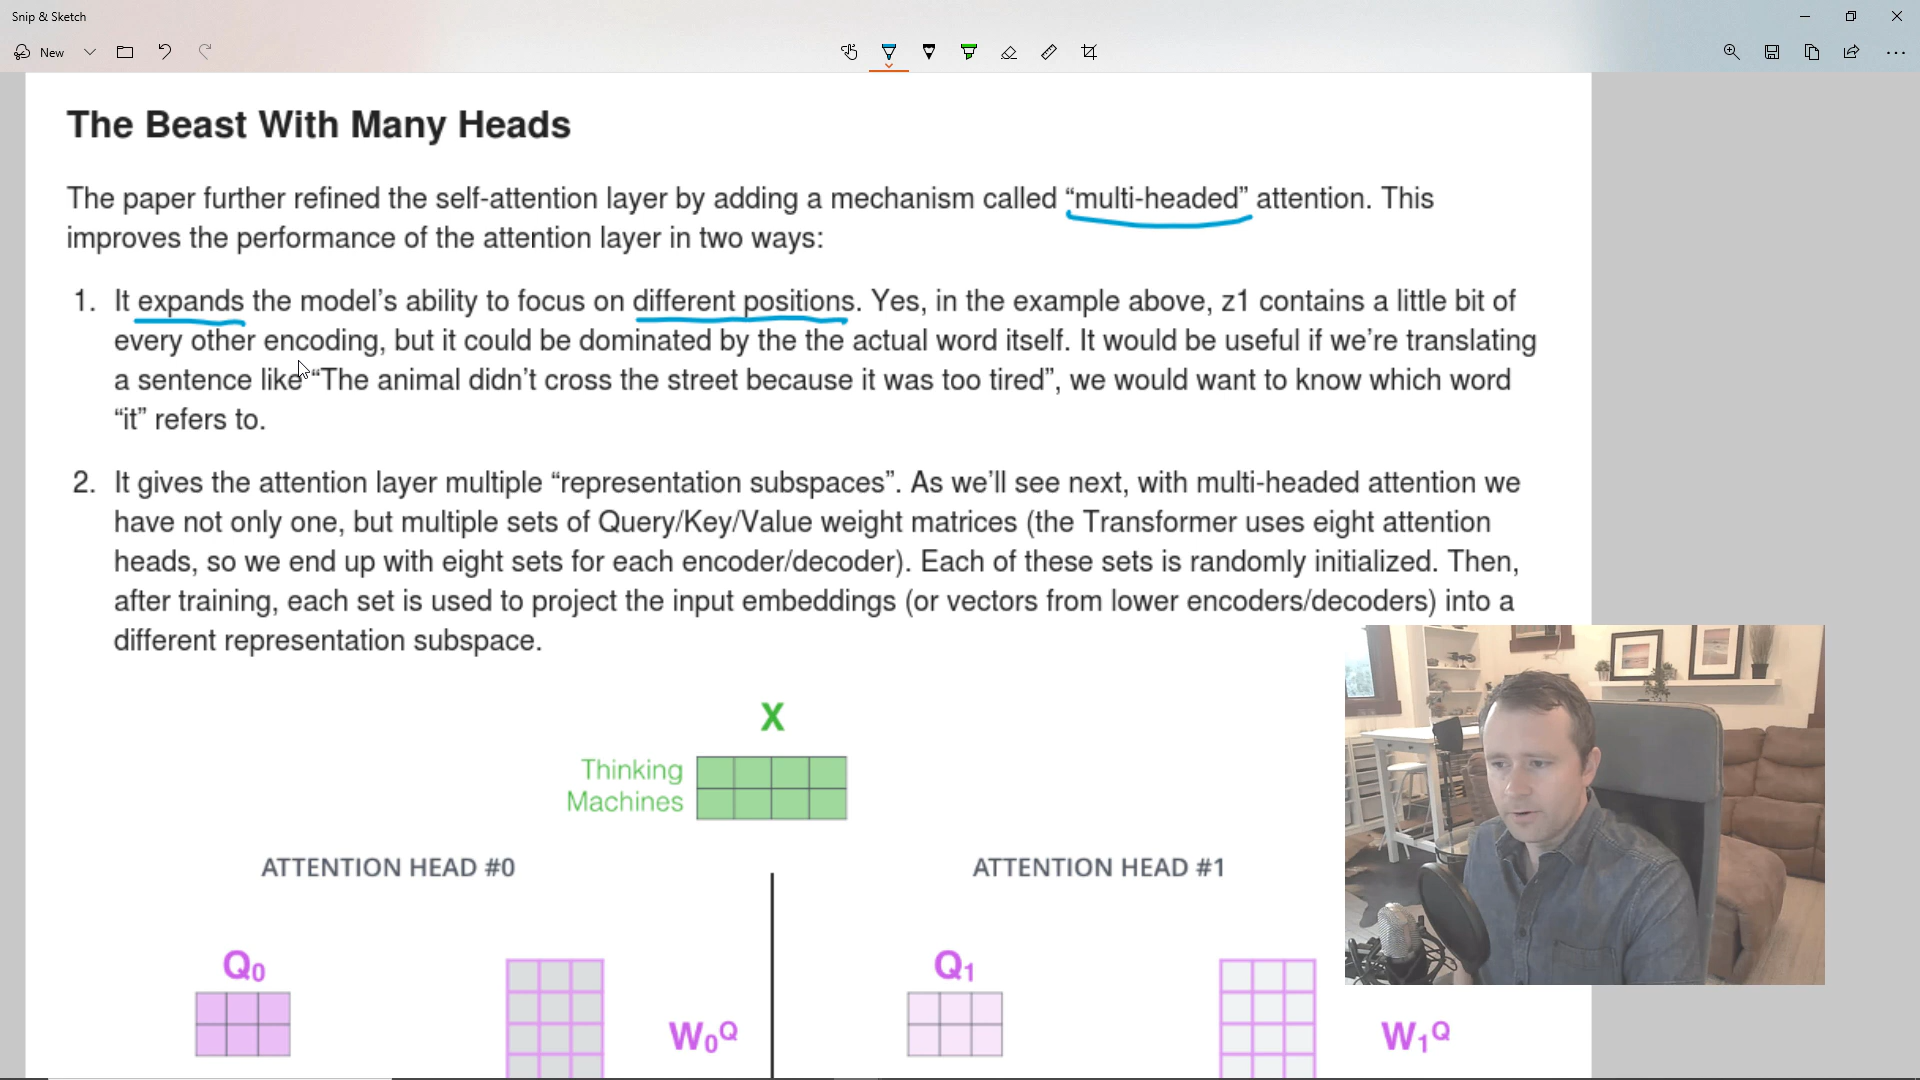 Snip & Sketch
New
The Beast With Many Heads
The paper further refined the self-attention layer by adding a mechanism called “multi-headed” attention. This
improves the performance of the attention layer in two ways:
1. It expands the model’s ability to focus on different positions. Yes, in the example above, z1 contains a little bit of
every other encoding, but it could be dominated by the the actual word itself. It would be useful if we’re translating
a sentence like “The animal didn’t cross the street because it was too tired”, we would want to know which word
“it” refers to.
2. It gives the attention layer multiple “representation subspaces”. As we’ll see next, with multi-headed attention we
have not only one, but multiple sets of Query/Key/Value weight matrices (the Transformer uses eight attention
heads, so we end up with eight sets for each encoder/decoder). Each of these sets is randomly initialized. Then,
after training, each set is used to project the input embeddings (or vectors from lower encoders/decoders) into a
different representation subspace.
X
Thinking
Machines
ATTENTION HEAD #0
ATTENTION HEAD #1
Q0
Q1
W0Q
W1Q